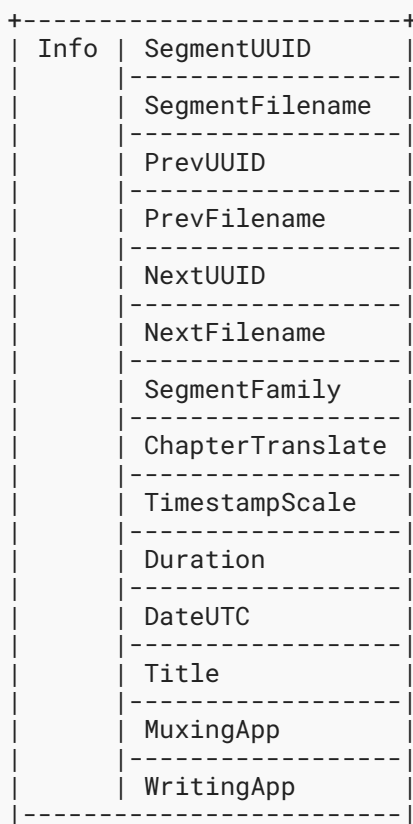 +-------------------------+
| Info | SegmentUUID      |
|      |------------------|
|      | SegmentFilename  |
|      |------------------|
|      | PrevUUID         |
|      |------------------|
|      | PrevFilename     |
|      |------------------|
|      | NextUUID         |
|      |------------------|
|      | NextFilename     |
|      |------------------|
|      | SegmentFamily    |
|      |------------------|
|      | ChapterTranslate |
|      |------------------|
|      | TimestampScale   |
|      |------------------|
|      | Duration         |
|      |------------------|
|      | DateUTC          |
|      |------------------|
|      | Title            |
|      |------------------|
|      | MuxingApp        |
|      |------------------|
|      | WritingApp       |
|-------------------------|